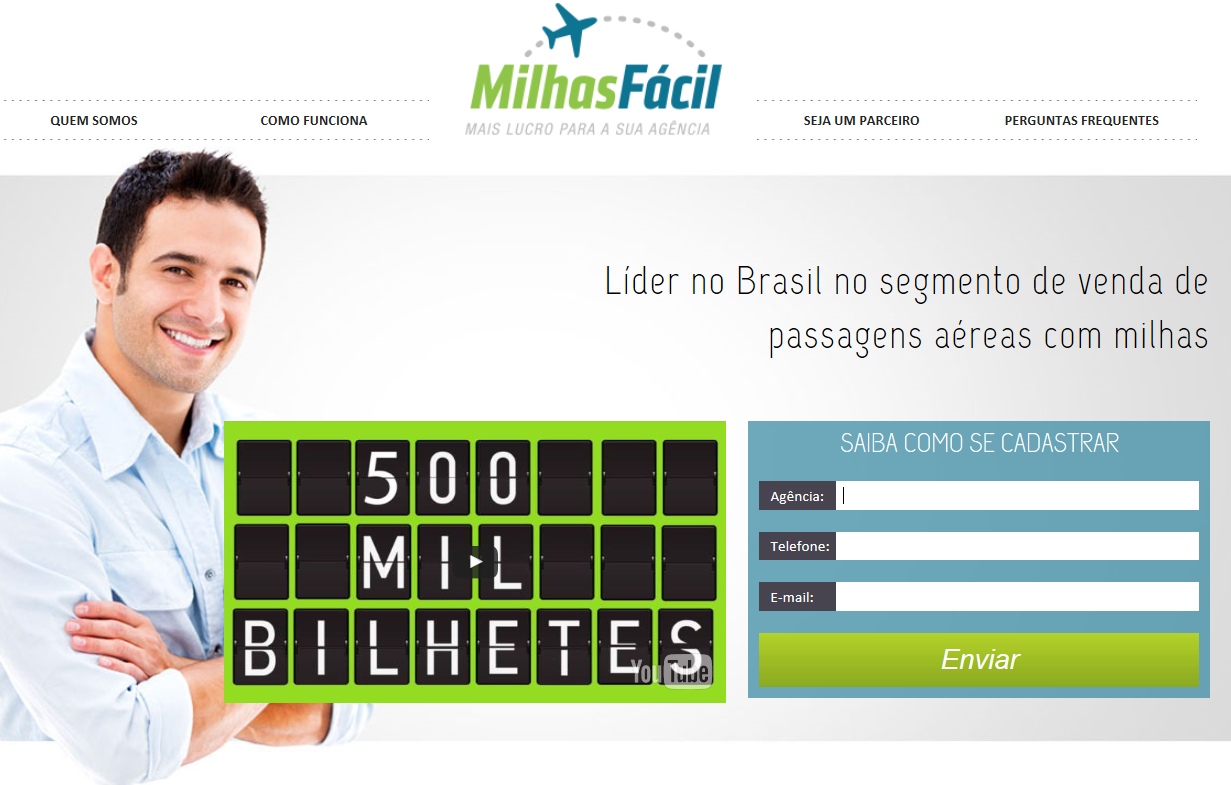 MilhasFácil
MAIS LUCRO PARA A SUA AGÊNCIA
QUEM SOMOS
COMO FUNCIONA
SEJA UM PARCEIRO
PERGUNTAS FREQUENTES
Líder no Brasil no segmento de venda de
passagens aéreas com milhas
500
MIL
BILHETES
YouTube
SAIBA COMO SE CADASTRAR
Agência:
Telefone:
E-mail:
Enviar